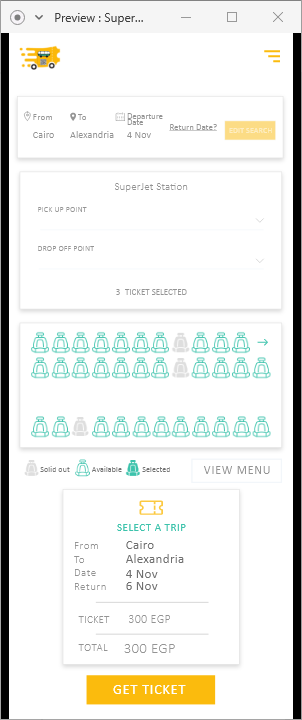 Preview : Super...
From
To
Departure Date
Return Date?
EDIT SEARCH
Cairo
Alexandria
4 Nov
SuperJet Station
PICK UP POINT
DROP OFF POINT
3 TICKET SELECTED
Solid out
Available
Selected
VIEW MENU
SELECT A TRIP
From Cairo
To Alexandria
Date 4 Nov
Return 6 Nov
TICKET 300 EGP
TOTAL 300 EGP
GET TICKET